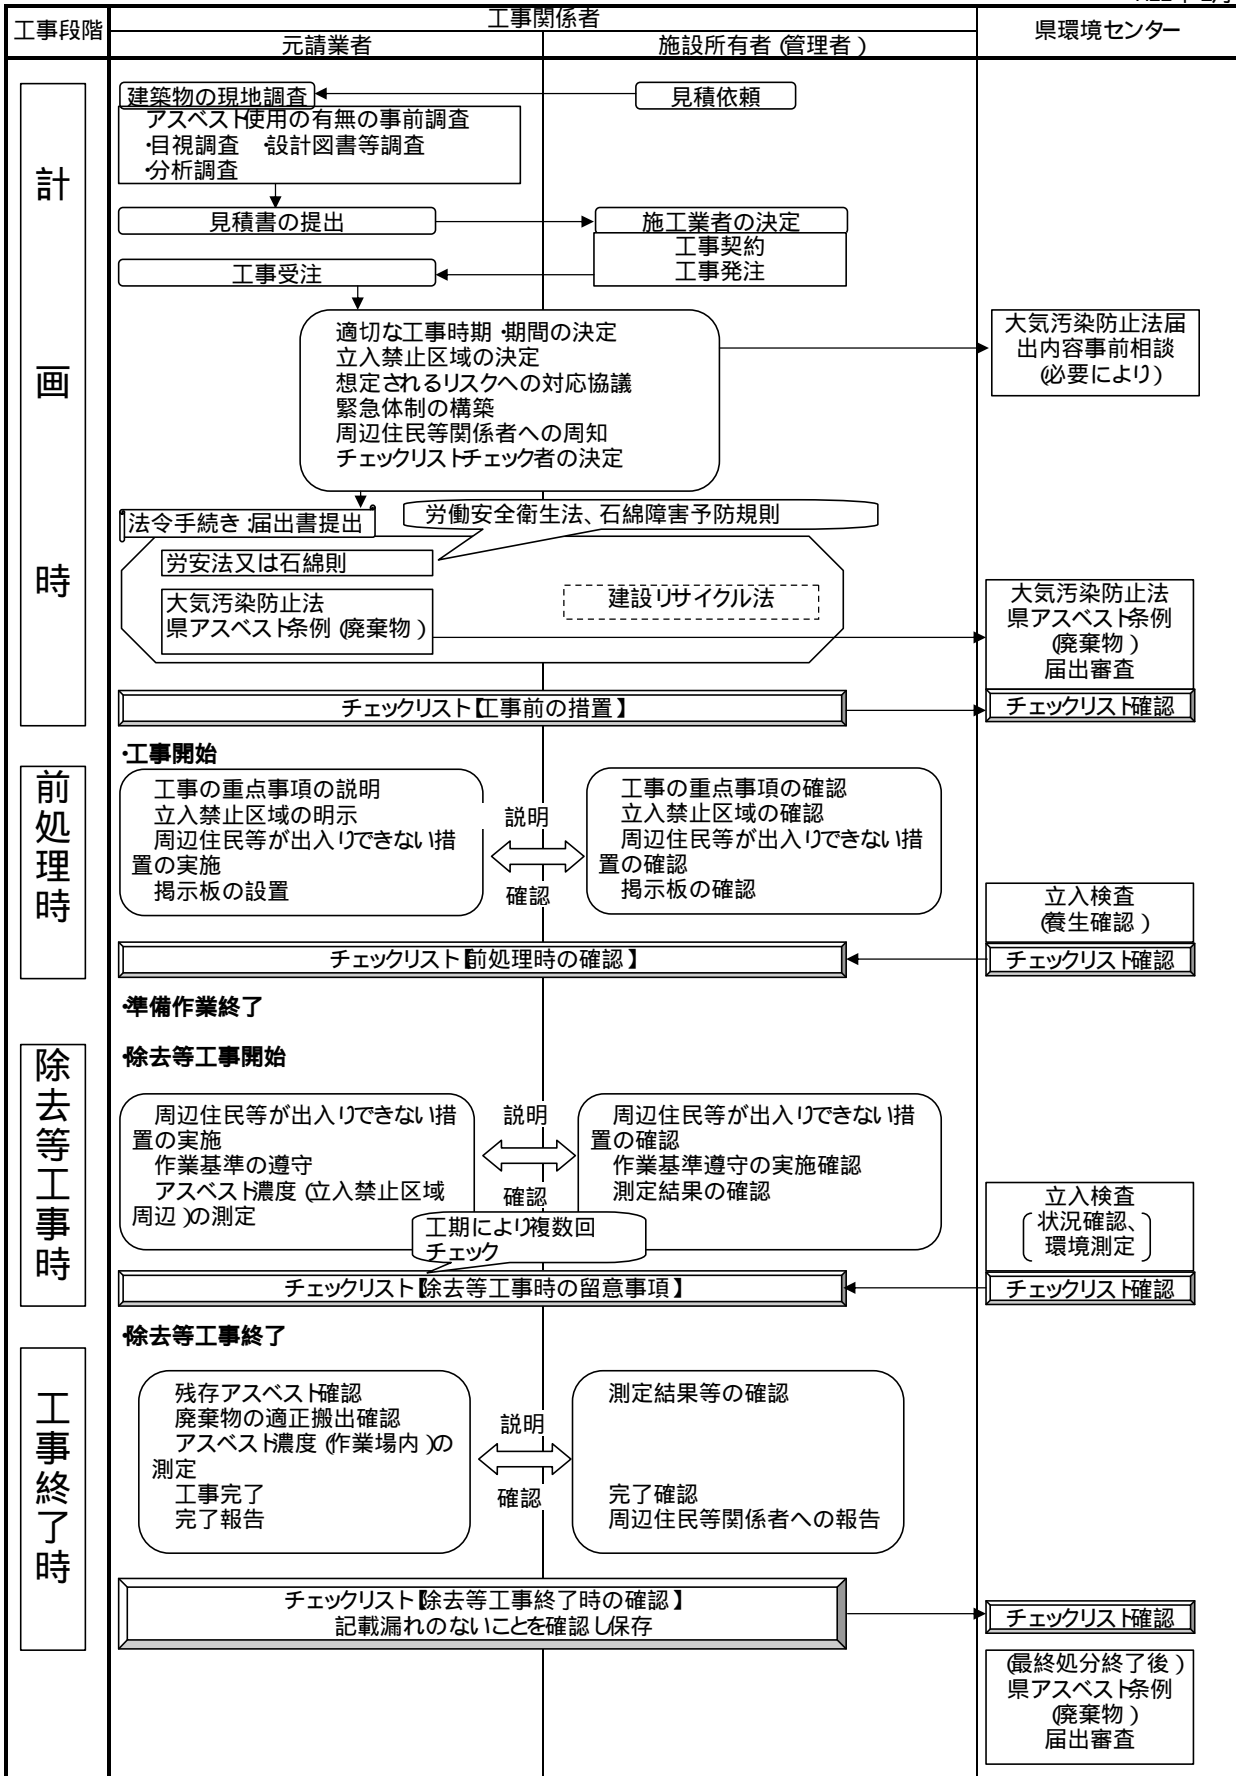 工事段階
工事関係者
元請業者
施設所有者(管理者)
県環境センター
計画時
建築物の現地調査
見積依頼
アスベスト使用の有無の事前調査
・目視調査 ・設計図書等調査
・分析調査
見積書の提出
施工業者の決定
工事契約
工事発注
工事受注
適切な工事時期・期間の決定
立入禁止区域の決定
想定されるリスクへの対応協議
緊急体制の構築
周辺住民等関係者への周知
チェックリストチェック者の決定
大気汚染防止法届
出内容事前相談
(必要により)
法令手続き:届出書提出
労働安全衛生法、石綿障害予防規則
労安法又は石綿則
大気汚染防止法
県アスベスト条例(廃棄物)
建設リサイクル法
大気汚染防止法
県アスベスト条例
(廃棄物)
届出審査
チェックリスト【工事前の措置】
チェックリスト確認
前処理時
・工事開始
工事の重点事項の説明
立入禁止区域の明示
周辺住民等が出入りできない措
置の実施
掲示板の設置
説明
確認
工事の重点事項の確認
立入禁止区域の確認
周辺住民等が出入りできない措
置の確認
掲示板の確認
立入検査
(養生確認)
チェックリスト【前処理時の確認】
チェックリスト確認
・準備作業終了
除去等工事時
・除去等工事開始
周辺住民等が出入りできない措
置の実施
作業基準の遵守
アスベスト濃度(立入禁止区域
周辺)の測定
説明
確認
周辺住民等が出入りできない措
置の確認
作業基準遵守の実施確認
測定結果の確認
工期により複数回
チェック
立入検査
状況確認、
環境測定
チェックリスト【除去等工事時の留意事項】
チェックリスト確認
・除去等工事終了
工事終了時
残存アスベスト確認
廃棄物の適正搬出確認
アスベスト濃度(作業場内)の
測定
工事完了
完了報告
説明
確認
測定結果等の確認
完了確認
周辺住民等関係者への報告
チェックリスト【除去等工事終了時の確認】
記載漏れのないことを確認し保存
チェックリスト確認
(最終処分終了後)
県アスベスト条例
(廃棄物)
届出審査